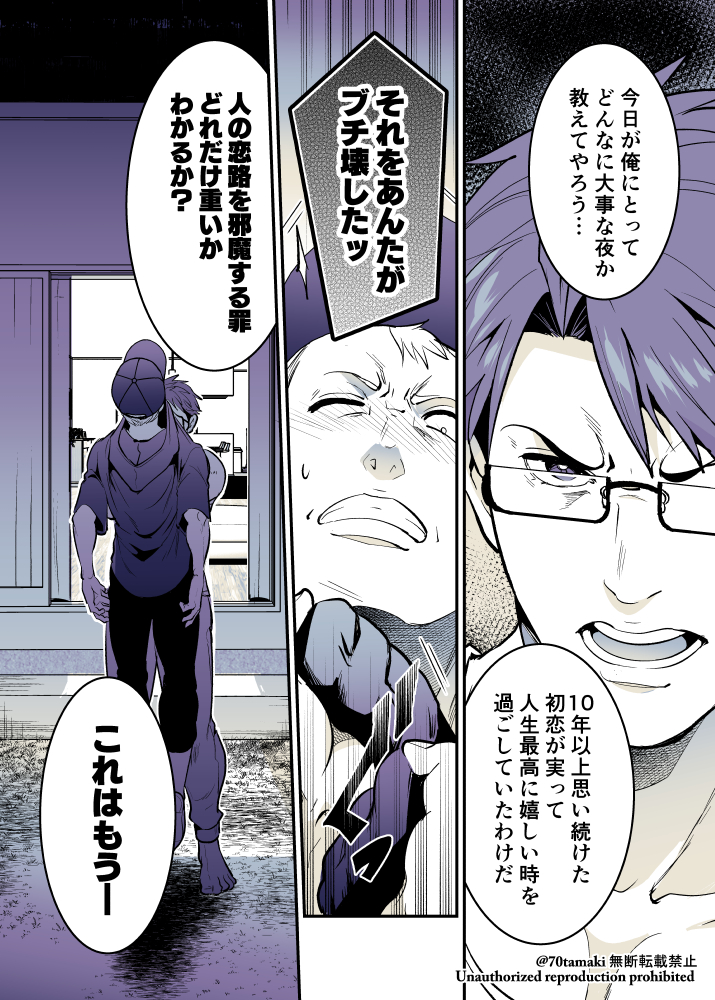 今日が俺にとって
どんなに大事な夜か
教えてやろう…
10年以上思い続けた
初恋が実って
人生最高に嬉しい時を
過ごしていたわけだ
それをあんたが
ブチ壊したッ
人の恋路を邪魔する罪
どれだけ重いか
わかるか?
これはもうー
@70tamaki 無断転載禁止
Unauthorized reproduction prohibited